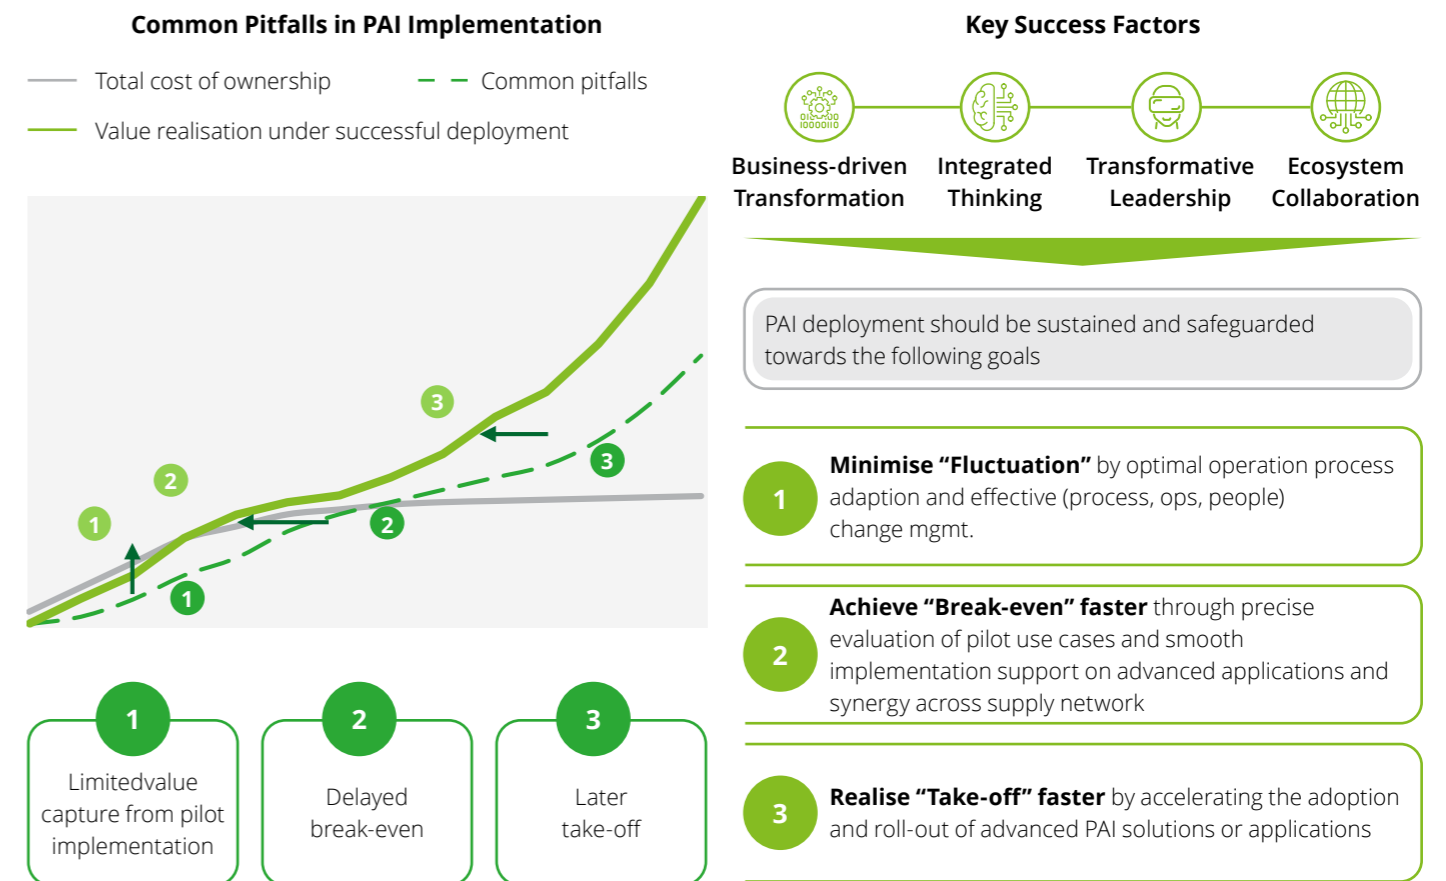 Common Pitfalls in PAI Implementation
Total cost of ownership
Common pitfalls
Value realisation under successful deployment
1
2
3
1
2
3
1
Limitedvalue
capture from pilot
implementation
2
Delayed
break-even
3
Later
take-off
Key Success Factors
Business-driven
Transformation
Integrated
Thinking
Transformative
Leadership
Ecosystem
Collaboration
PAI deployment should be sustained and safeguarded
towards the following goals
1
Minimise “Fluctuation” by optimal operation process
adaption and effective (process, ops, people)
change mgmt.
2
Achieve “Break-even” faster through precise
evaluation of pilot use cases and smooth
implementation support on advanced applications and
synergy across supply network
3
Realise “Take-off” faster by accelerating the adoption
and roll-out of advanced PAI solutions or applications